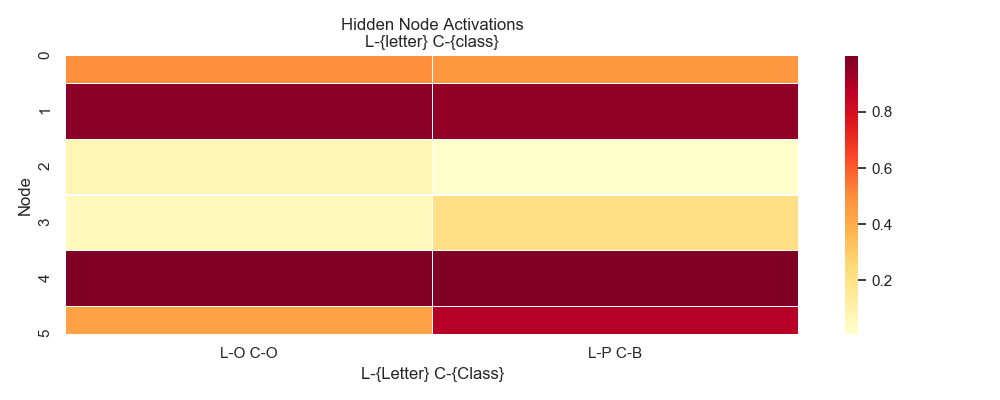 Hidden Node Activations
L-{letter} C-{class}
Node
0
1
2
3
4
5
L-O C-O
L-P C-B
L-{Letter} C-{Class}
0.8
0.6
0.4
0.2